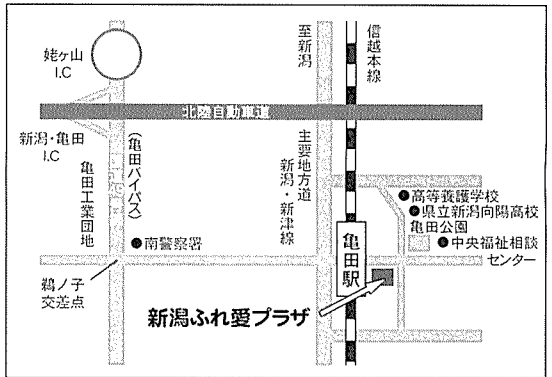 姥ヶ山
I.C
至新潟
信越本線
北陸自動車道
新潟・亀田
I.C
(亀田バイパス)
亀田工業団地
主要地方道
新潟・新津線
●高等養護学校
●県立新潟向陽高校
亀田公園
●中央福祉相談
センター
●南警察署
亀田駅
鵜ノ子
交差点
新潟ふれ愛プラザ